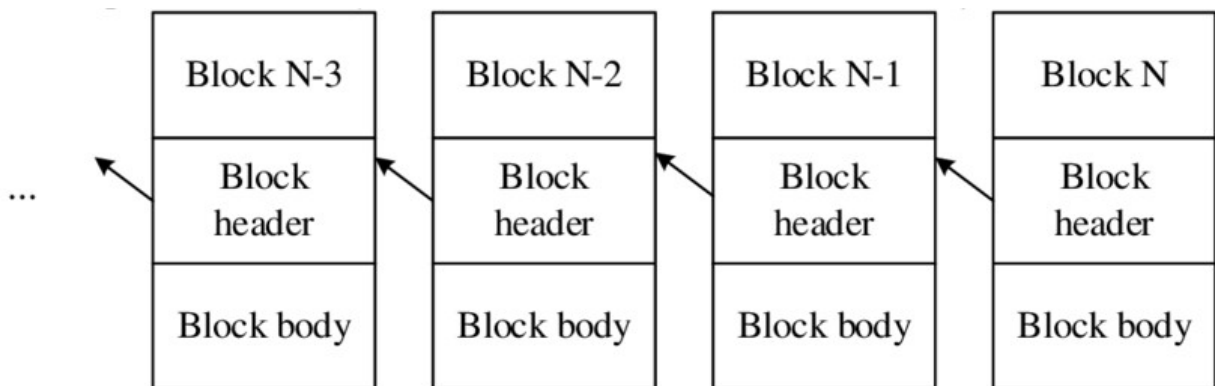 Block N-3
Block N-2
Block N-1
Block N
...
Block
header
Block
header
Block
header
Block
header
Block body
Block body
Block body
Block body